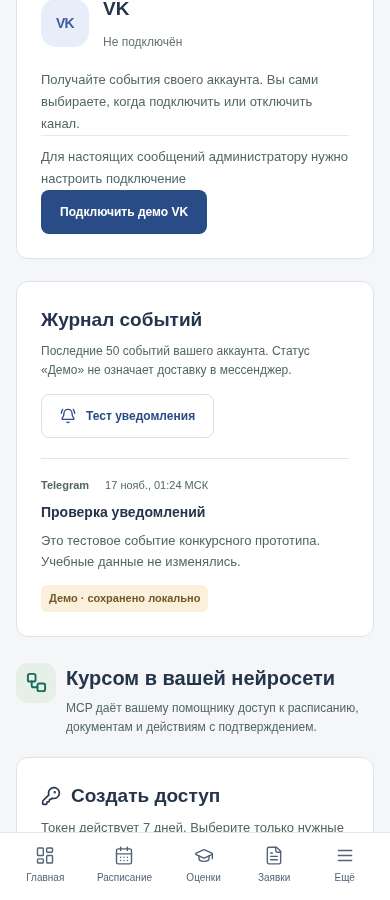 VK
VK
Не подключён
Получайте события своего аккаунта. Вы сами
выбираете, когда подключить или отключить
канал.
Для настоящих сообщений администратору нужно
настроить подключение
Подключить демо VK
Журнал событий
Последние 50 событий вашего аккаунта. Статус
«Демо» не означает доставку в мессенджер.
Тест уведомления
Telegram 17 нояб., 01:24 МСК
Проверка уведомлений
Это тестовое событие конкурсного прототипа.
Учебные данные не изменялись.
Демо · сохранено локально
Курсом в вашей нейросети
MCP даёт вашему помощнику доступ к расписанию,
документам и действиям с подтверждением.
Создать доступ
Токен действует 7 дней. Выберите только нужные
Главная Расписание Оценки Заявки Ещё